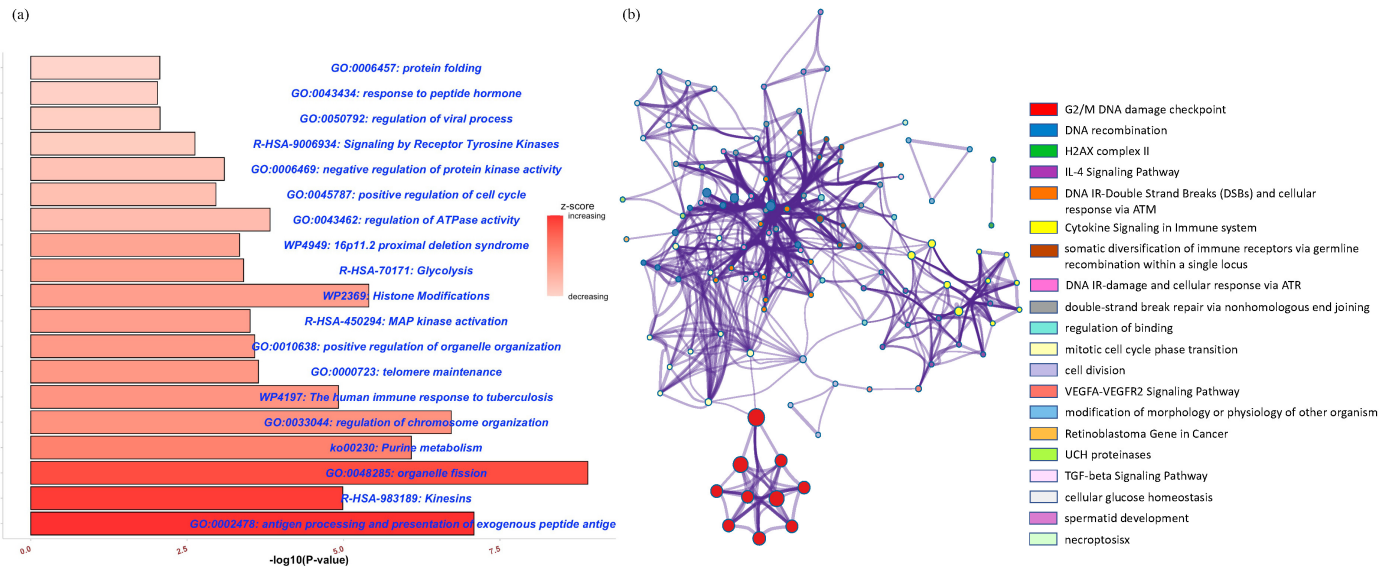 (a)
GO:0006457: protein folding
GO:0043434: response to peptide hormone
GO:0050792: regulation of viral process
R-HSA-9006934: Signaling by Receptor Tyrosine Kinases
GO:0006469: negative regulation of protein kinase activity
GO:0045787: positive regulation of cell cycle
GO:0043462: regulation of ATPase activity
WP4949: 16p11.2 proximal deletion syndrome
R-HSA-70171: Glycolysis
WP2369: Histone Modifications
R-HSA-450294: MAP kinase activation
GO:0010638: positive regulation of organelle organization
GO:0000723: telomere maintenance
WP4197: The human immune response to tuberculosis
GO:0033044: regulation of chromosome organization
ko00230: Purine metabolism
GO:0048285: organelle fission
R-HSA-983189: Kinesins
GO:0002478: antigen processing and presentation of exogenous peptide antige
0.0
2.5
5.0
7.5
-log10(P-value)
z-score
increasing
decreasing
(b)
G2/M DNA damage checkpoint
DNA recombination
H2AX complex II
IL-4 Signaling Pathway
DNA IR-Double Strand Breaks (DSBs) and cellular
response via ATM
Cytokine Signaling in Immune system
somatic diversification of immune receptors via germline
recombination within a single locus
DNA IR-damage and cellular response via ATR
double-strand break repair via nonhomologous end joining
regulation of binding
mitotic cell cycle phase transition
cell division
VEGFA-VEGFR2 Signaling Pathway
modification of morphology or physiology of other organism
Retinoblastoma Gene in Cancer
UCH proteinases
TGF-beta Signaling Pathway
cellular glucose homeostasis
spermatid development
necroptosisx